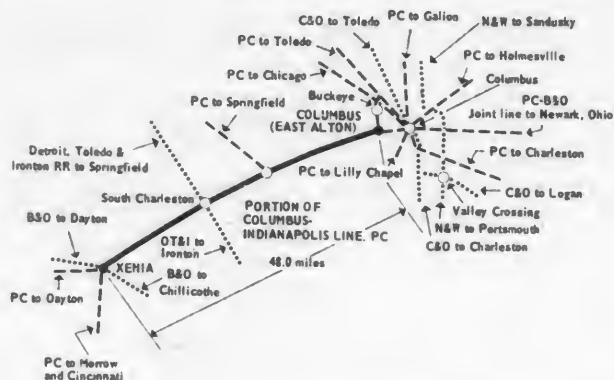 C&O to Toledo
PC to Galion
N&W to Sandusky
PC to Toledo
PC to Holmesville
PC to Chicago
Columbus
Buckeye
PC to Springfield
COLUMBUS
(EAST ALTON)
PC-B&O
Joint line to Newark, Ohio
Detroit, Toledo &
Ironton RR to Springfield
PC to Lilly Chapel
PC to Charleston
C&O to Logan
South Charleston
PORTION OF
COLUMBUS-
INDIANAPOLIS LINE, PC
Valley Crossing
N&W to Portsmouth
C&O to Charleston
B&O to Dayton
OT&I to
Ironton
48.0 miles
XENIA
B&O to
Chillicothe
PC to Dayton
PC to Morrow
and Cincinnati